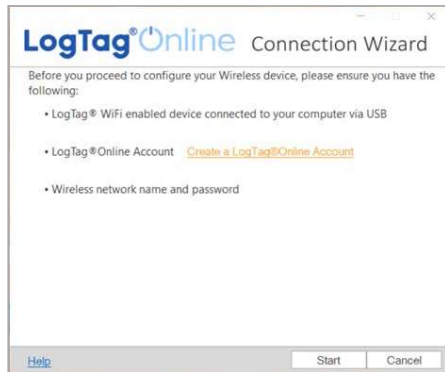 LogTag®Online Connection Wizard
Before you proceed to configure your Wireless device, please ensure you have the
following:
• LogTag® WiFi enabled device connected to your computer via USB
• LogTag®Online Account Create a LogTag®Online Account
• Wireless network name and password
Help Start Cancel